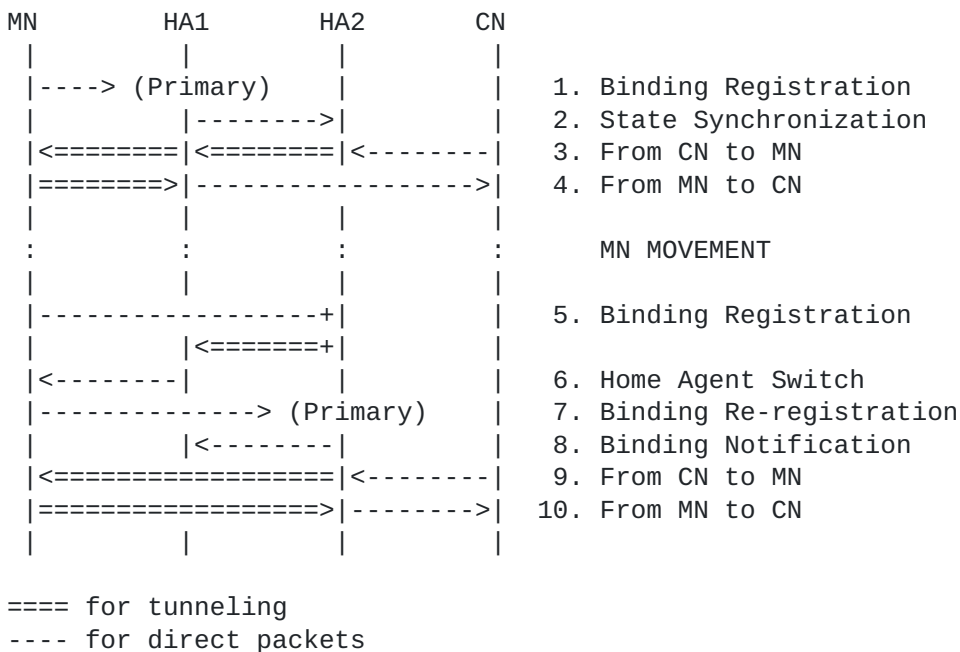 MN        HA1       HA2       CN
 |         |         |         |
 |----> (Primary)    |         |   1. Binding Registration
 |         |-------->|         |   2. State Synchronization
 |<========|<========|<--------|   3. From CN to MN
 |========>|------------------>|   4. From MN to CN
 |         |         |         |
 :         :         :         :      MN MOVEMENT
 |         |         |         |
 |------------------+|         |   5. Binding Registration
 |         |<=======+|         |
 |<--------|         |         |   6. Home Agent Switch
 |--------------> (Primary)    |   7. Binding Re-registration
 |         |<--------|         |   8. Binding Notification
 |<==================|<--------|   9. From CN to MN
 |==================>|-------->|  10. From MN to CN
 |         |         |         |
==== for tunneling
---- for direct packets